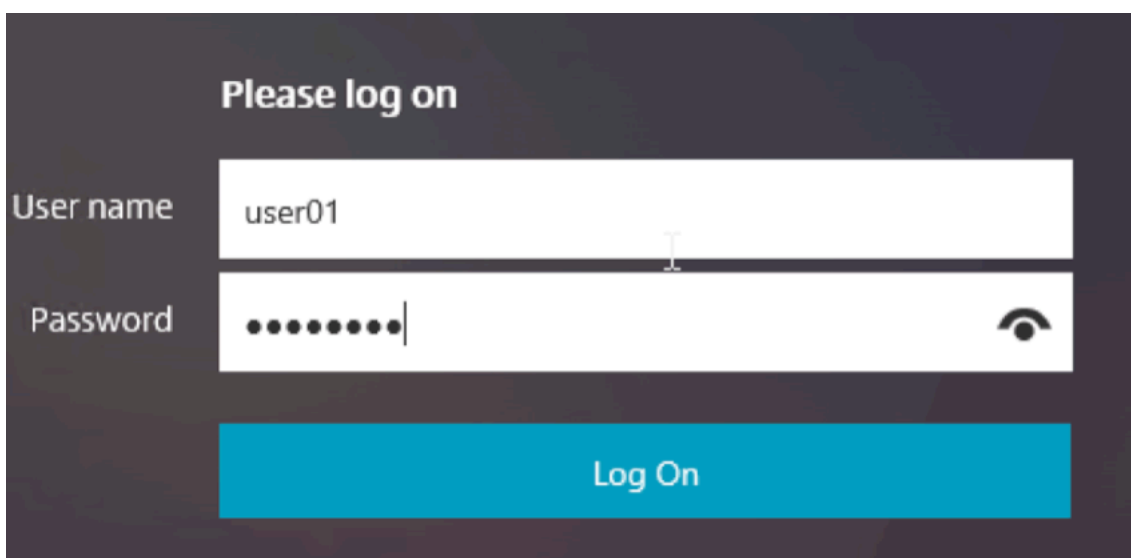 Please log on
User name
user01
Password
••••••••
Log On